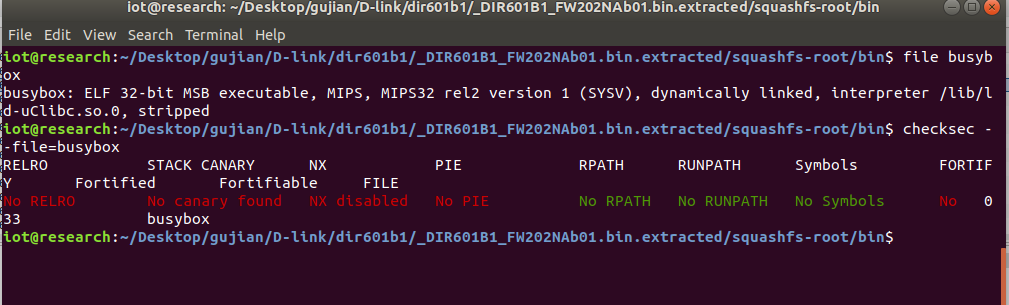 iot@research: ~/Desktop/gujian/D-link/dir601b1/_DIR601B1_FW202NAb01.bin.extracted/squashfs-root/bin
File Edit View Search Terminal Help
iot@research:~/Desktop/gujian/D-link/dir601b1/_DIR601B1_FW202NAb01.bin.extracted/squashfs-root/bin$ file busyb
ox
busybox: ELF 32-bit MSB executable, MIPS, MIPS32 rel2 version 1 (SYSV), dynamically linked, interpreter /lib/l
d-uClibc.so.0, stripped
iot@research:~/Desktop/gujian/D-link/dir601b1/_DIR601B1_FW202NAb01.bin.extracted/squashfs-root/bin$ checksec -
-file=busybox
RELRO STACK CANARY NX PIE RPATH RUNPATH Symbols FORTIF
Y Fortified Fortifiable FILE
No RELRO No canary found NX disabled No PIE No RPATH No RUNPATH No Symbols No 0
33 busybox
iot@research:~/Desktop/gujian/D-link/dir601b1/_DIR601B1_FW202NAb01.bin.extracted/squashfs-root/bin$